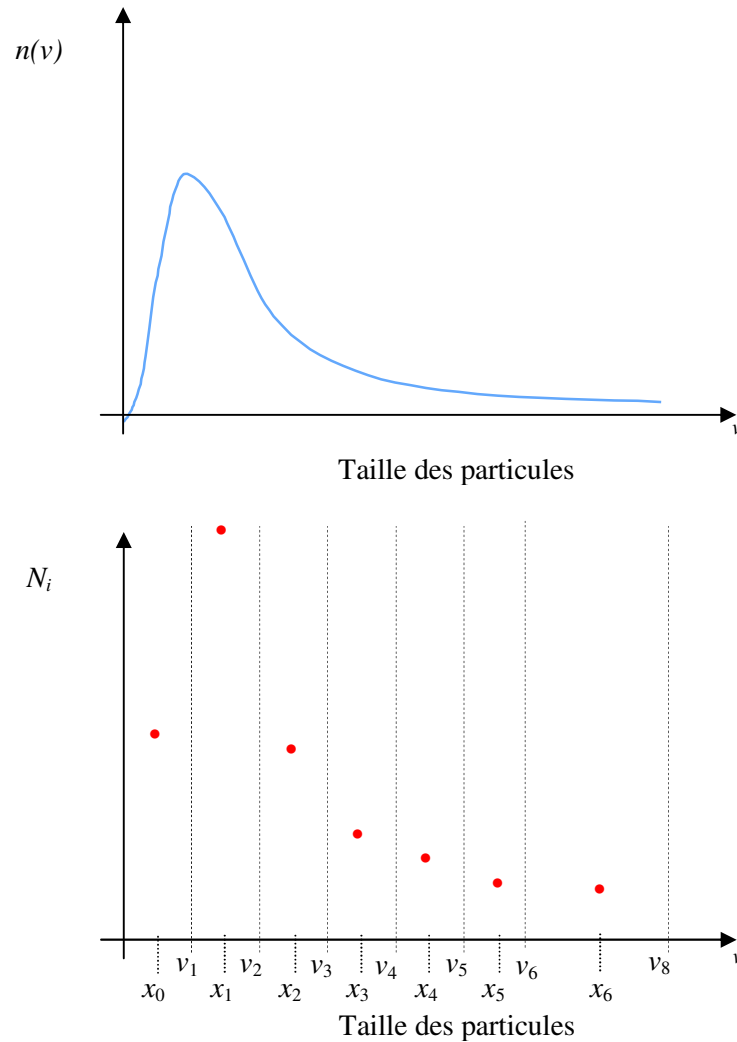 n(v)
v
Taille des particules
N_i
v_1 v_2 v_3 v_4 v_5 v_6 v_8 v
x_0 x_1 x_2 x_3 x_4 x_5 x_6
Taille des particules